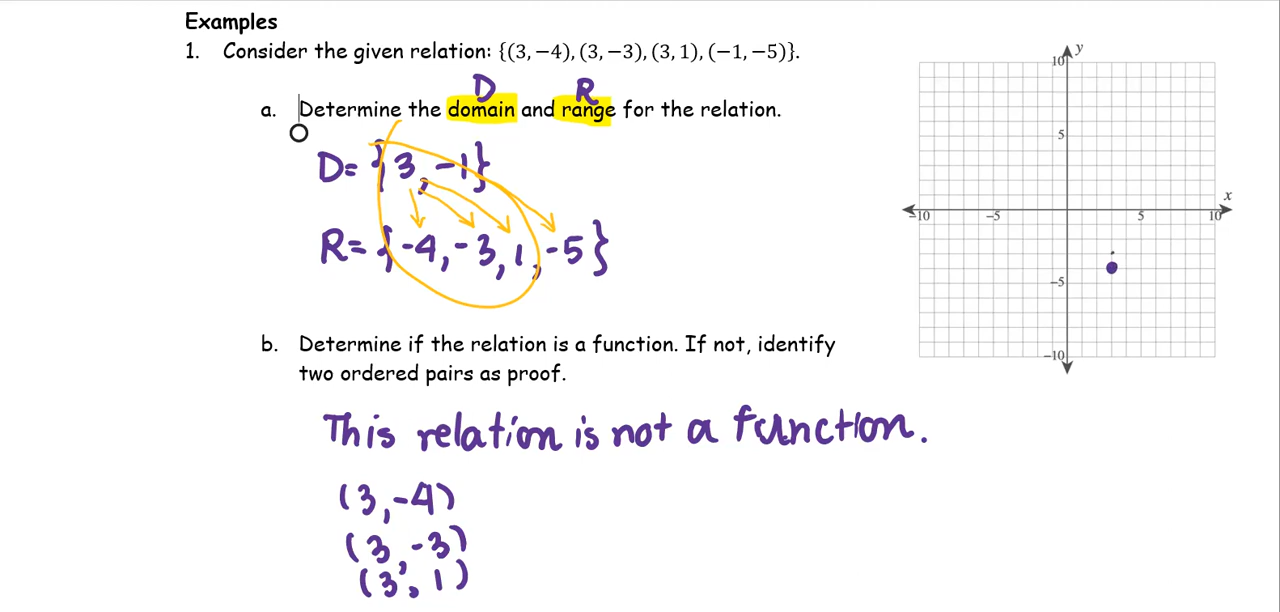 Examples
1. Consider the given relation: {(3, −4), (3, −3), (3, 1), (−1, −5)}.
D R
a. Determine the domain and range for the relation.
D= {3, -1}
R= {-4, -3, 1, -5}
b. Determine if the relation is a function. If not, identify
two ordered pairs as proof.
This relation is not a function.
(3, -4)
(3, -3)
(3, 1)
y
10
5
x
−10 −5 5 10
−5
−10